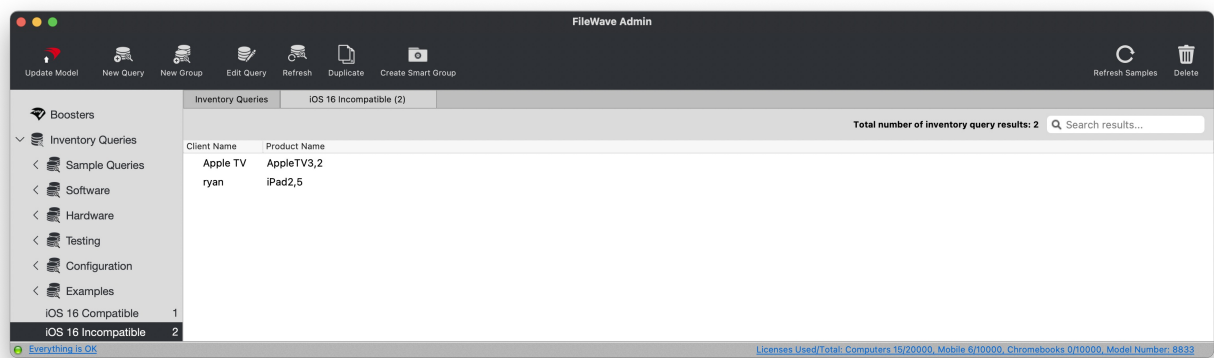 FileWave Admin
Update Model New Query New Group Edit Query Refresh Duplicate Create Smart Group Refresh Samples Delete
Boosters
Inventory Queries
Sample Queries
Software
Hardware
Testing
Configuration
Examples
iOS 16 Compatible 1
iOS 16 Incompatible 2
Inventory Queries iOS 16 Incompatible (2)
Total number of inventory query results: 2 Search results...
Client Name Product Name
Apple TV AppleTV3,2
ryan iPad2,5
Everything is OK Licenses Used/Total: Computers 15/20000, Mobile 6/10000, Chromebooks 0/10000, Model Number: 8833